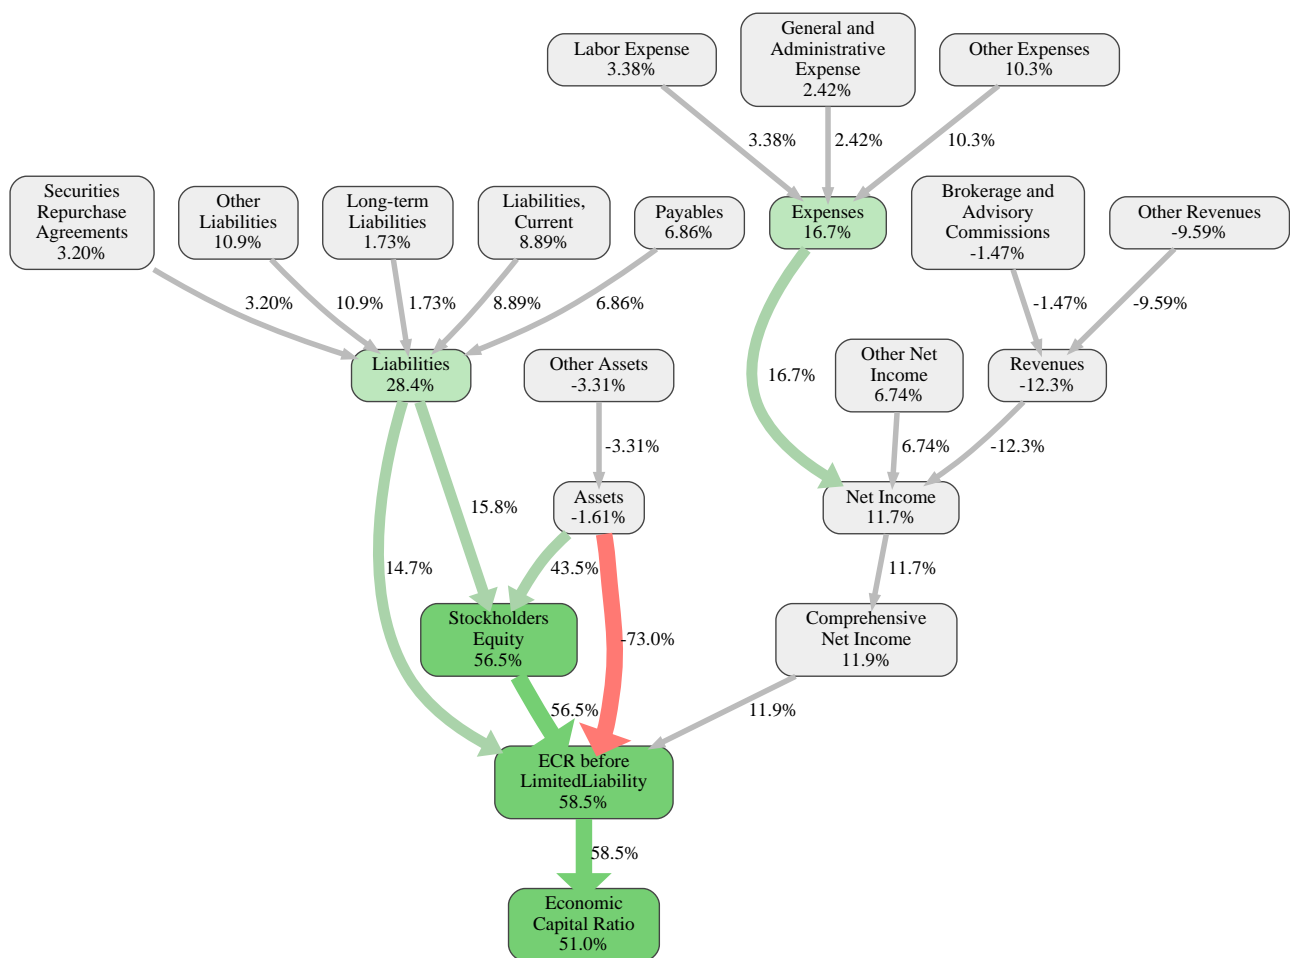 Labor Expense
3.38%
General and
Administrative
Expense
2.42%
Other Expenses
10.3%
3.38%
2.42%
10.3%
Securities
Repurchase
Agreements
3.20%
Other
Liabilities
10.9%
Long-term
Liabilities
1.73%
Liabilities,
Current
8.89%
Payables
6.86%
Expenses
16.7%
Brokerage and
Advisory
Commissions
-1.47%
Other Revenues
-9.59%
3.20%
10.9%
1.73%
8.89%
6.86%
-1.47%
-9.59%
Liabilities
28.4%
Other Assets
-3.31%
16.7%
Other Net
Income
6.74%
Revenues
-12.3%
-3.31%
6.74%
-12.3%
15.8%
Assets
-1.61%
Net Income
11.7%
14.7%
43.5%
11.7%
Stockholders
Equity
56.5%
-73.0%
Comprehensive
Net Income
11.9%
56.5%
11.9%
ECR before
LimitedLiability
58.5%
58.5%
Economic
Capital Ratio
51.0%